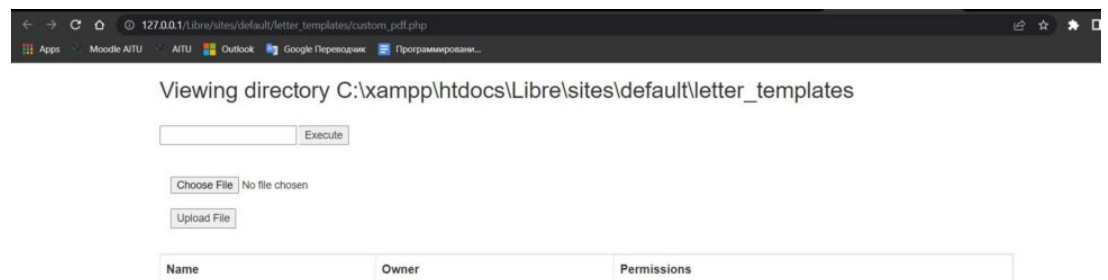 127.0.0.1/Libre/sites/default/letter_templates/custom_pdf.php
Apps Moodle AITU AITU Outlook Google Переводчик Программировани...
Viewing directory C:\xampp\htdocs\Libre\sites\default\letter_templates
Execute
Choose File No file chosen
Upload File
Name Owner Permissions